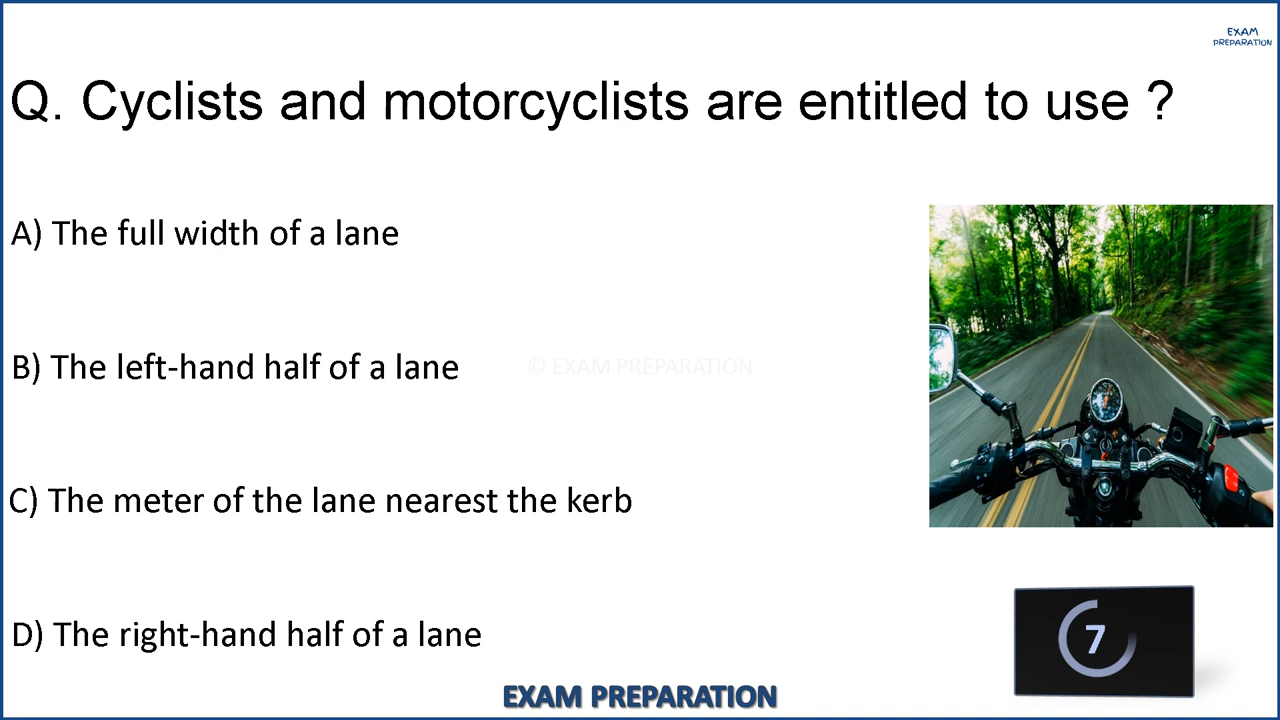 EXAM
PREPARATION
Q. Cyclists and motorcyclists are entitled to use ?
A) The full width of a lane
B) The left-hand half of a lane
© EXAM PREPARATION
C) The meter of the lane nearest the kerb
D) The right-hand half of a lane
7
EXAM PREPARATION